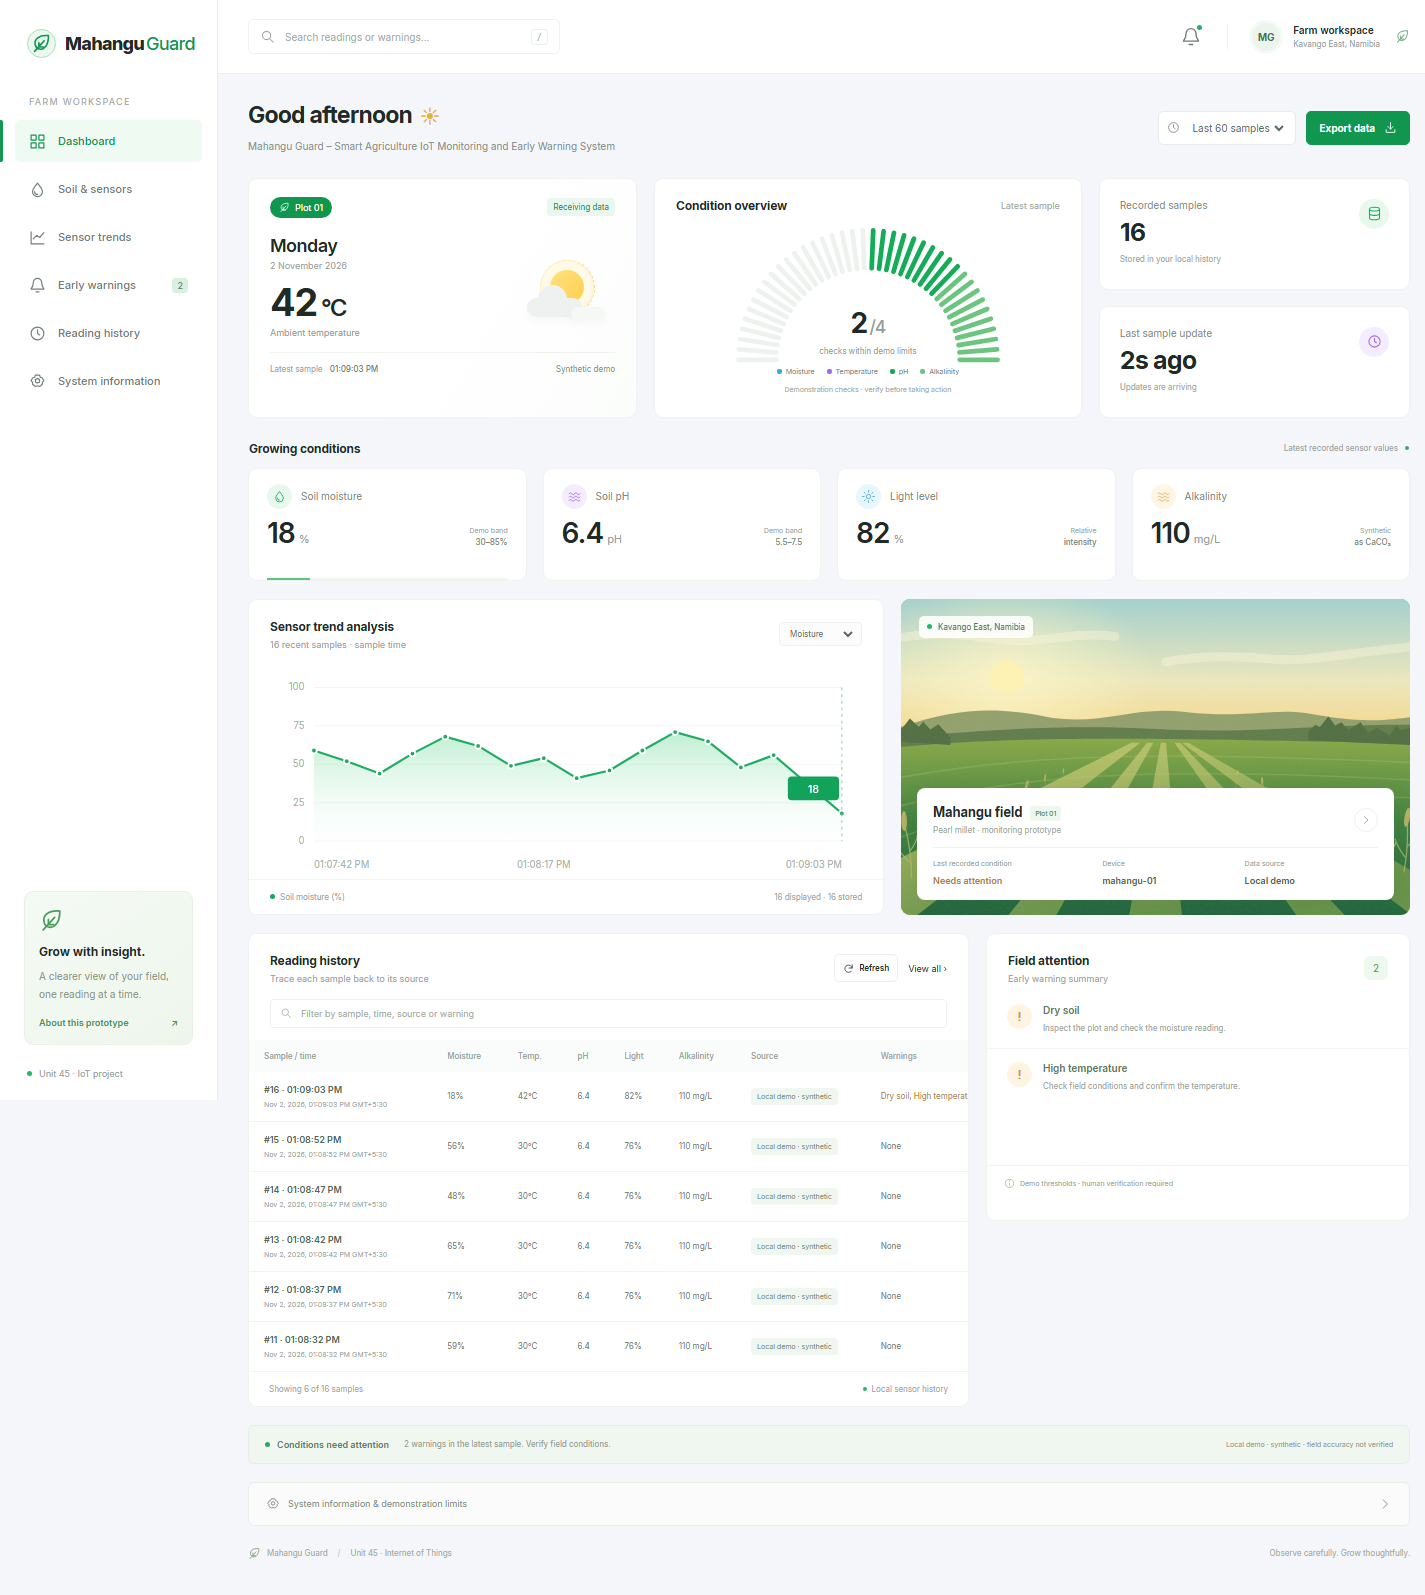 Mahangu Guard
Search readings or warnings...
/
MG
Farm workspace
Kavango East, Namibia
FARM WORKSPACE
Dashboard
Soil & sensors
Sensor trends
Early warnings
2
Reading history
System information
Grow with insight.
A clearer view of your field,
one reading at a time.
About this prototype
Unit 45 · IoT project
Good afternoon
Mahangu Guard – Smart Agriculture IoT Monitoring and Early Warning System
Last 60 samples
Export data
Plot 01
Receiving data
Monday
2 November 2026
42 °C
Ambient temperature
Latest sample 01:09:03 PM
Synthetic demo
Condition overview
Latest sample
2/4
checks within demo limits
Moisture
Temperature
pH
Alkalinity
Demonstration checks · verify before taking action
Recorded samples
16
Stored in your local history
Last sample update
2s ago
Updates are arriving
Growing conditions
Latest recorded sensor values
Soil moisture
18 %
Demo band
30–85%
Soil pH
6.4 pH
Demo band
5.5–7.5
Light level
82 %
Relative
intensity
Alkalinity
110 mg/L
Synthetic
as CaCO₃
Sensor trend analysis
16 recent samples · sample time
Moisture
100
75
50
25
0
18
01:07:42 PM
01:08:17 PM
01:09:03 PM
Soil moisture (%)
16 displayed · 16 stored
Kavango East, Namibia
Mahangu field
Plot 01
Pearl millet · monitoring prototype
Last recorded condition
Needs attention
Device
mahangu-01
Data source
Local demo
Reading history
Trace each sample back to its source
Refresh
View all ›
Filter by sample, time, source or warning
Sample / time Moisture Temp. pH Light Alkalinity Source Warnings
#16 · 01:09:03 PM
Nov 2, 2026, 01:09:03 PM GMT+5:30
18% 42°C 6.4 82% 110 mg/L Local demo · synthetic Dry soil, High temperat
#15 · 01:08:52 PM
Nov 2, 2026, 01:08:52 PM GMT+5:30
56% 30°C 6.4 76% 110 mg/L Local demo · synthetic None
#14 · 01:08:47 PM
Nov 2, 2026, 01:08:47 PM GMT+5:30
48% 30°C 6.4 76% 110 mg/L Local demo · synthetic None
#13 · 01:08:42 PM
Nov 2, 2026, 01:08:42 PM GMT+5:30
65% 30°C 6.4 76% 110 mg/L Local demo · synthetic None
#12 · 01:08:37 PM
Nov 2, 2026, 01:08:37 PM GMT+5:30
71% 30°C 6.4 76% 110 mg/L Local demo · synthetic None
#11 · 01:08:32 PM
Nov 2, 2026, 01:08:32 PM GMT+5:30
59% 30°C 6.4 76% 110 mg/L Local demo · synthetic None
Showing 6 of 16 samples
Local sensor history
Field attention
Early warning summary
2
!
Dry soil
Inspect the plot and check the moisture reading.
!
High temperature
Check field conditions and confirm the temperature.
Demo thresholds · human verification required
Conditions need attention
2 warnings in the latest sample. Verify field conditions.
Local demo · synthetic · field accuracy not verified
System information & demonstration limits
Mahangu Guard / Unit 45 · Internet of Things
Observe carefully. Grow thoughtfully.